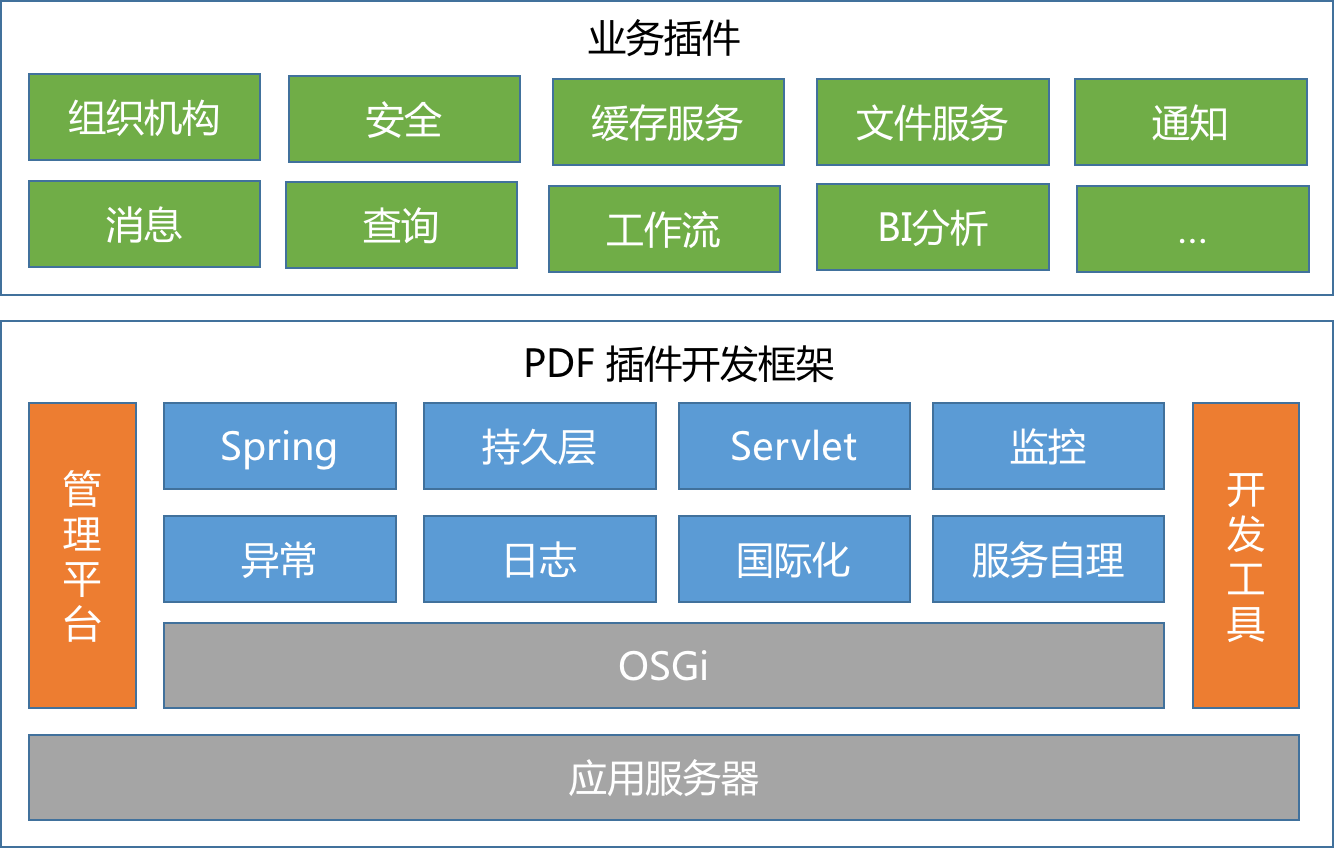 业务插件
组织机构
安全
缓存服务
文件服务
通知
消息
查询
工作流
BI分析
...
PDF 插件开发框架
管理平台
Spring
持久层
Servlet
监控
开发工具
异常
日志
国际化
服务自理
OSGi
应用服务器